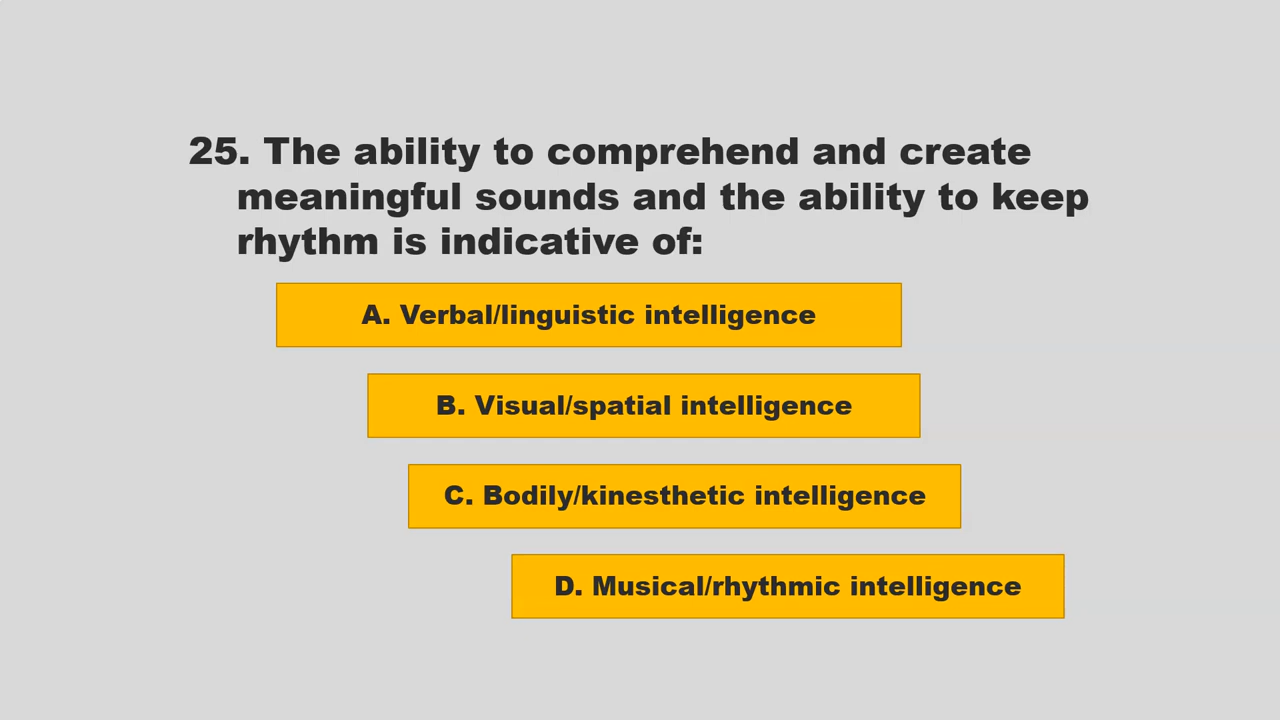 25. The ability to comprehend and create
meaningful sounds and the ability to keep
rhythm is indicative of:
A. Verbal/linguistic intelligence
B. Visual/spatial intelligence
C. Bodily/kinesthetic intelligence
D. Musical/rhythmic intelligence